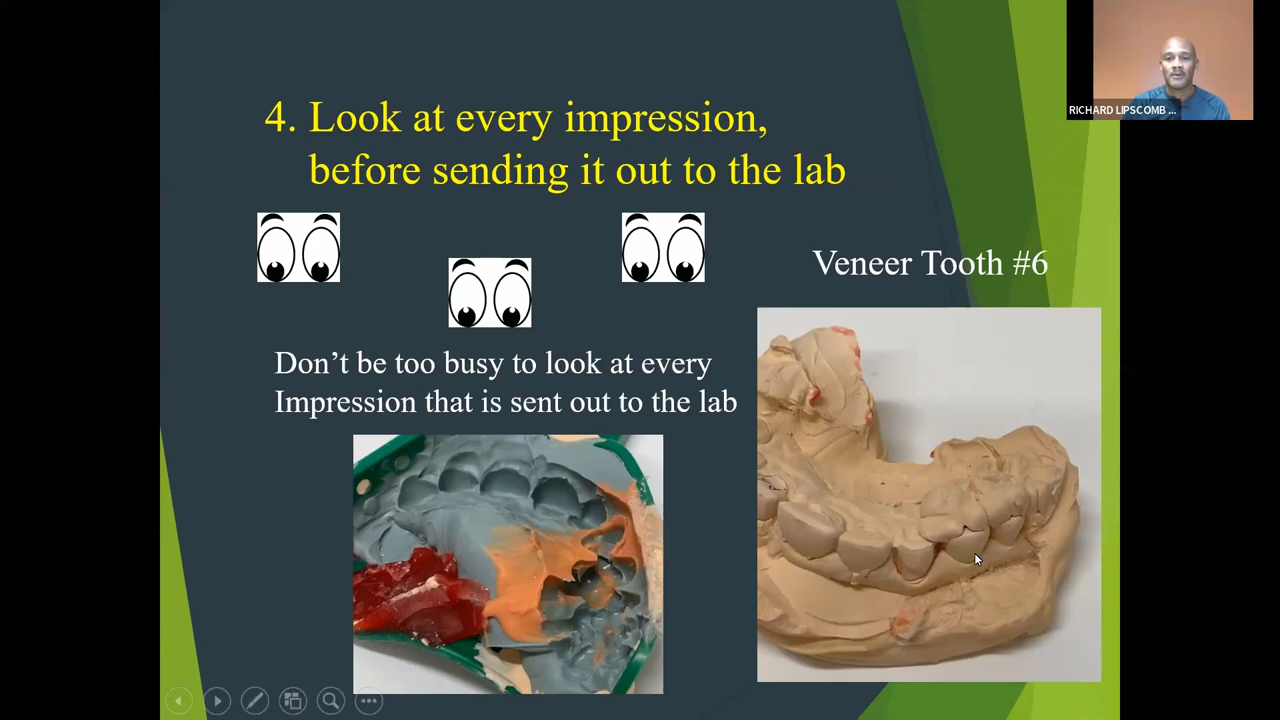 4. Look at every impression,
before sending it out to the lab
Veneer Tooth #6
Don’t be too busy to look at every
Impression that is sent out to the lab
RICHARD LIPSCOMB ...